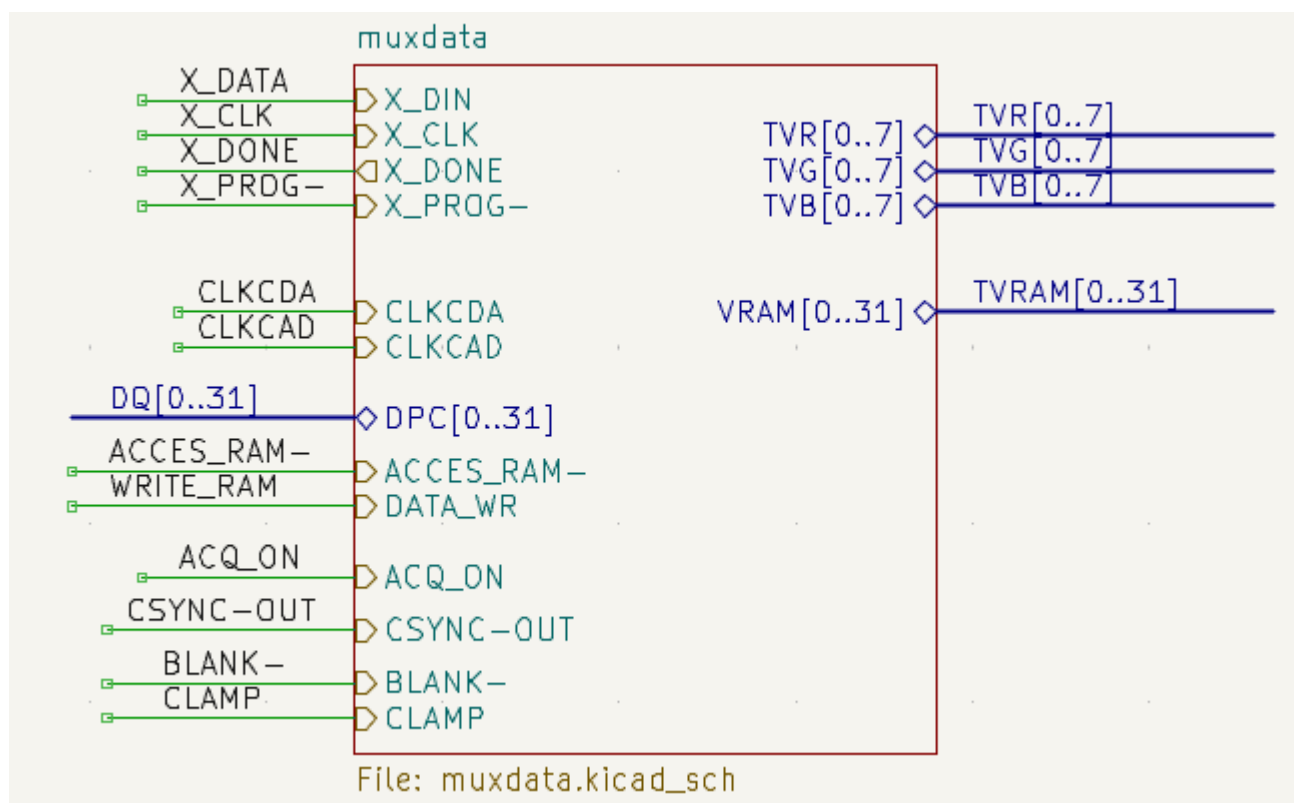 muxdata
X_DATA
X_DIN
X_CLK
X_CLK
X_DONE
X_DONE
X_PROG-
X_PROG-
TVR[0..7] TVR[0..7]
TVG[0..7] TVG[0..7]
TVB[0..7] TVB[0..7]
CLKCDA
CLKCDA
CLKCAD
CLKCAD
VRAM[0..31] TVRAM[0..31]
DQ[0..31]
DPC[0..31]
ACCES_RAM-
ACCES_RAM-
WRITE_RAM
DATA_WR
ACQ_ON
ACQ_ON
CSYNC-OUT
CSYNC-OUT
BLANK-
BLANK-
CLAMP
CLAMP
File: muxdata.kicad_sch